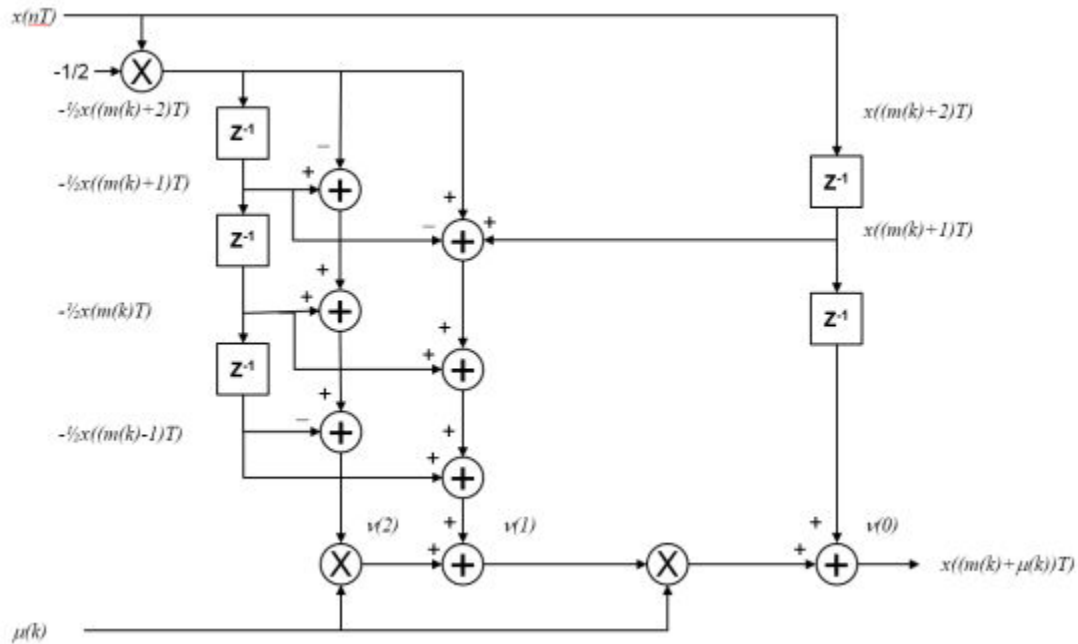 x(nT)
-1/2
X
-½x((m(k)+2)T)
x((m(k)+2)T)
Z-1
–
+
+
Z-1
-½x((m(k)+1)T)
+
–
+
+
x((m(k)+1)T)
Z-1
+
+
+
Z-1
-½x(m(k)T)
+
+
+
Z-1
+
–
+
-½x((m(k)-1)T)
+
+
+
v(2)
+
v(1)
+
v(0)
X
+
+
X
+
+
x((m(k)+μ(k))T)
μ(k)